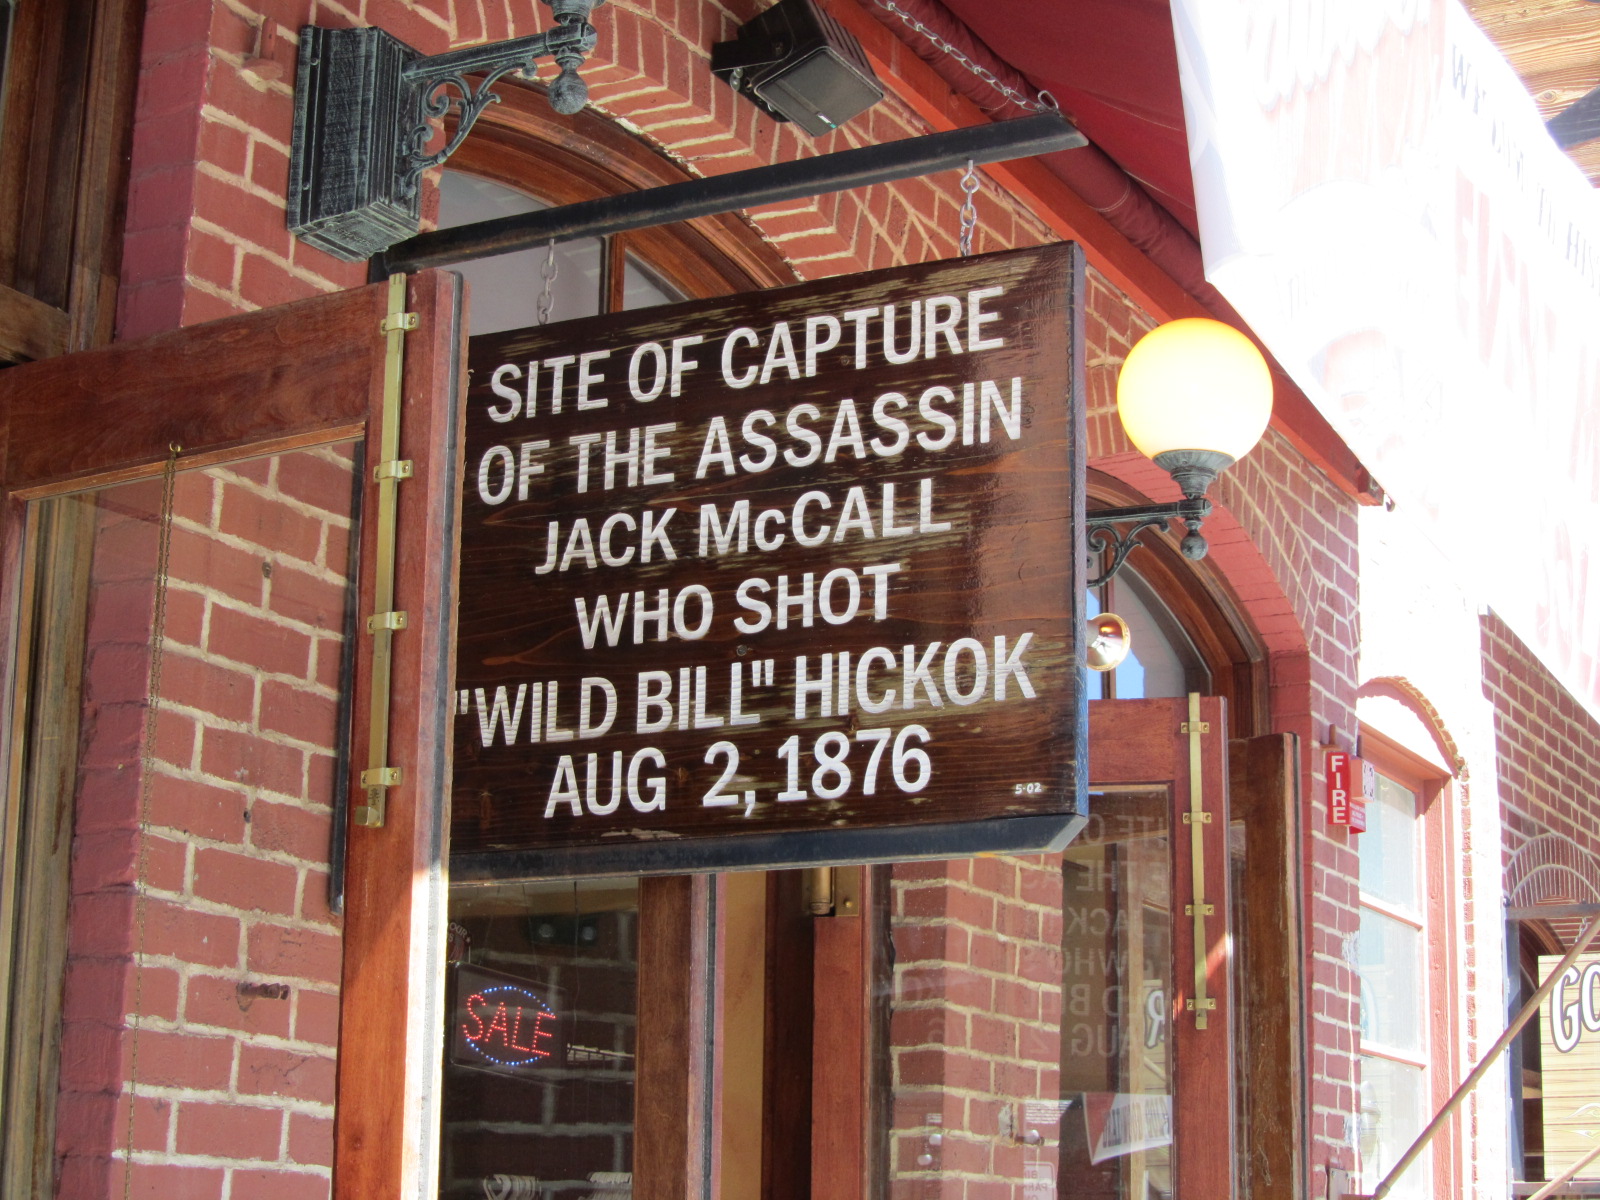 SITE OF CAPTURE
OF THE ASSASSIN
JACK McCALL
WHO SHOT
"WILD BILL" HICKOK
AUG 2, 1876
5-02
SALE
FIRE